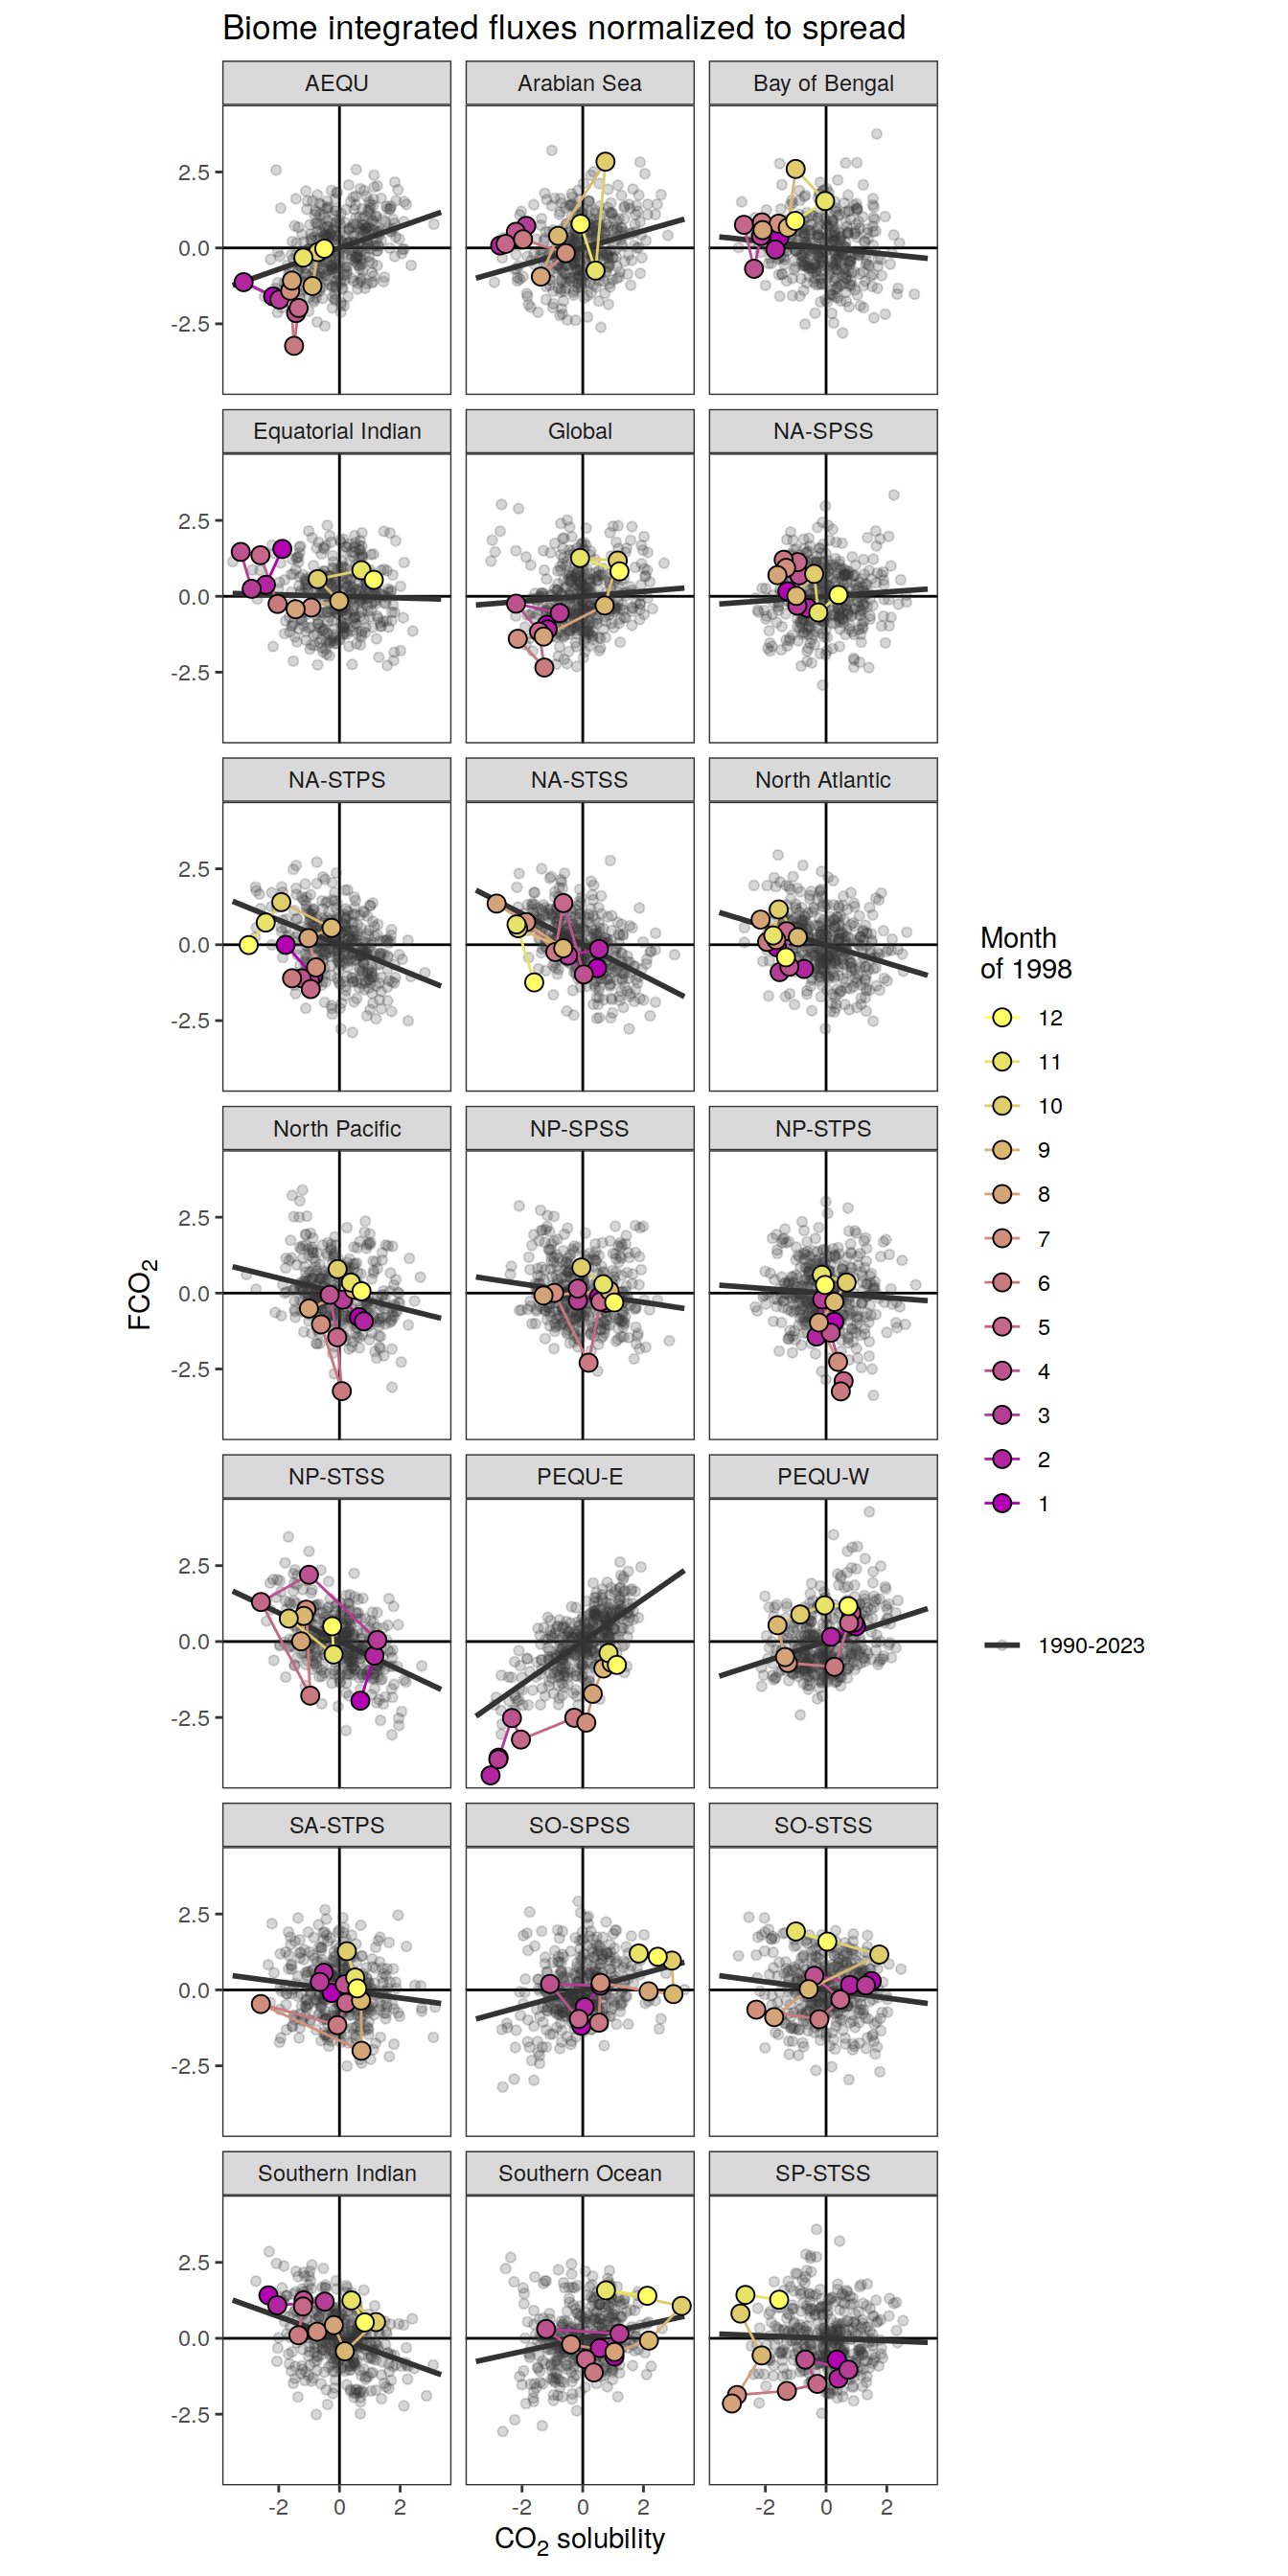 Biome integrated fluxes normalized to spread
AEQU Arabian Sea Bay of Bengal
2.5
0.0
-2.5
Equatorial Indian Global NA-SPSS
2.5
0.0
-2.5
NA-STPS NA-STSS North Atlantic
2.5
0.0
-2.5
North Pacific NP-SPSS NP-STPS
2.5
0.0
-2.5
NP-STSS PEQU-E PEQU-W
2.5
0.0
-2.5
SA-STPS SO-SPSS SO-STSS
2.5
0.0
-2.5
Southern Indian Southern Ocean SP-STSS
2.5
0.0
-2.5
-2 0 2 -2 0 2 -2 0 2
CO₂ solubility
FCO₂
Month
of 1998
12
11
10
9
8
7
6
5
4
3
2
1
1990-2023